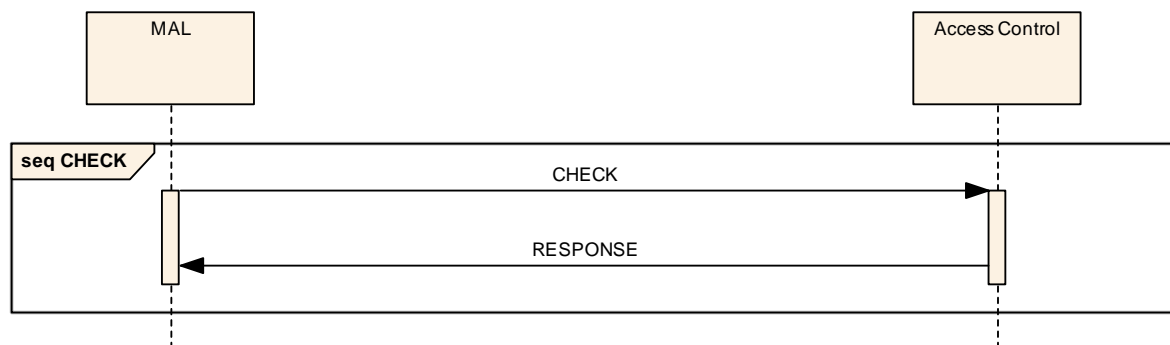 MAL
Access Control
seq CHECK
CHECK
RESPONSE